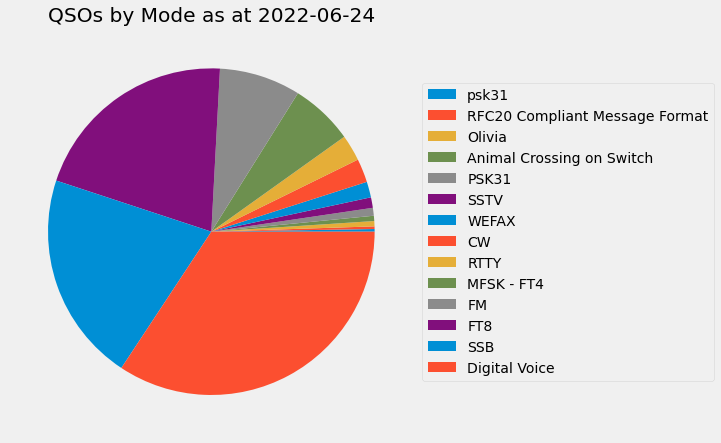 QSOs by Mode as at 2022-06-24
psk31
RFC20 Compliant Message Format
Olivia
Animal Crossing on Switch
PSK31
SSTV
WEFAX
CW
RTTY
MFSK - FT4
FM
FT8
SSB
Digital Voice